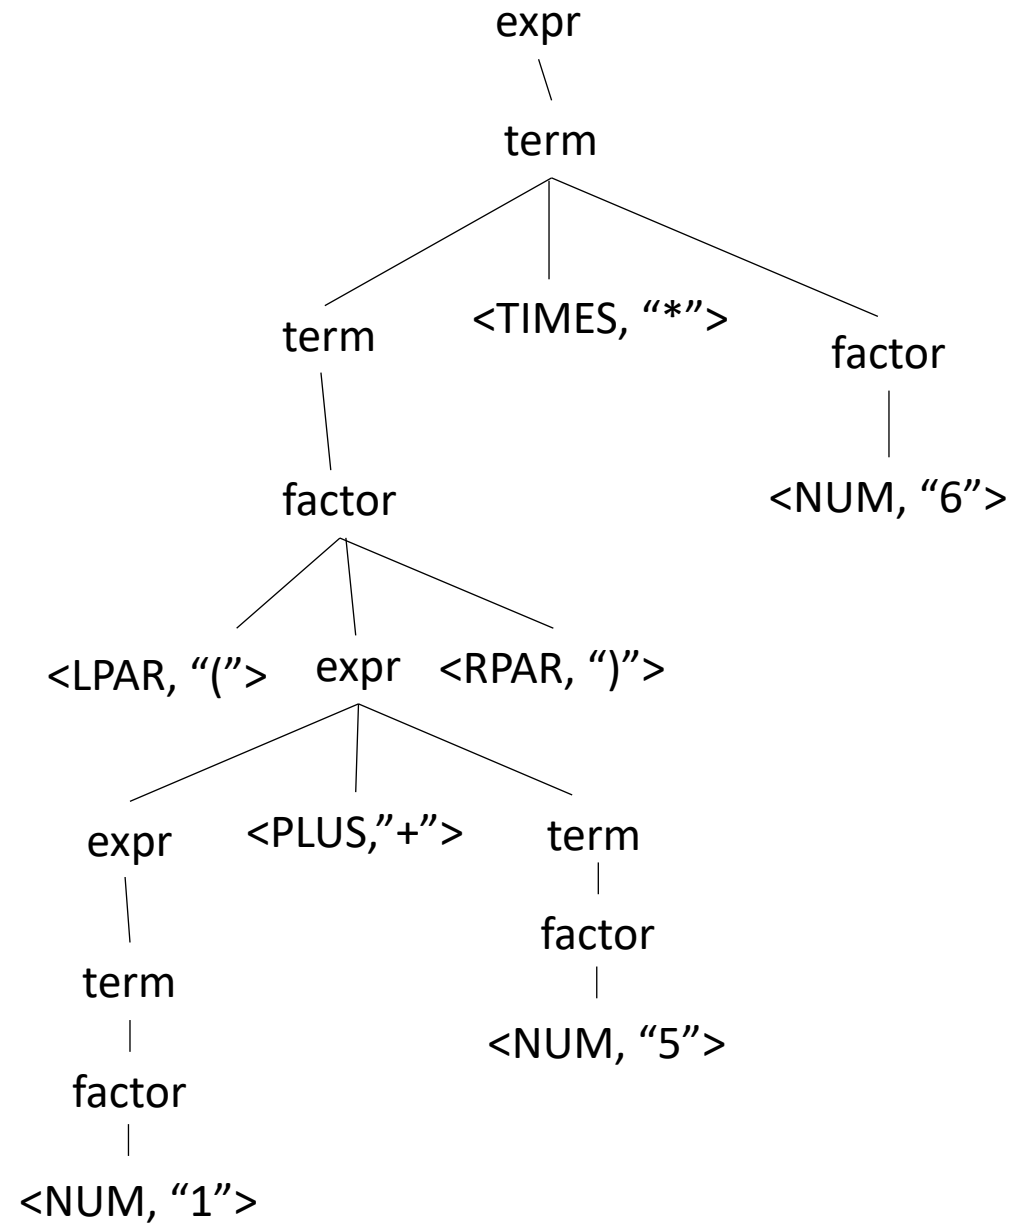 expr
term
term <TIMES, “*”> factor
factor <NUM, “6”>
<LPAR, “(”> expr <RPAR, “)”>
expr <PLUS,”+”> term
factor
term
<NUM, “5”>
factor
<NUM, “1”>